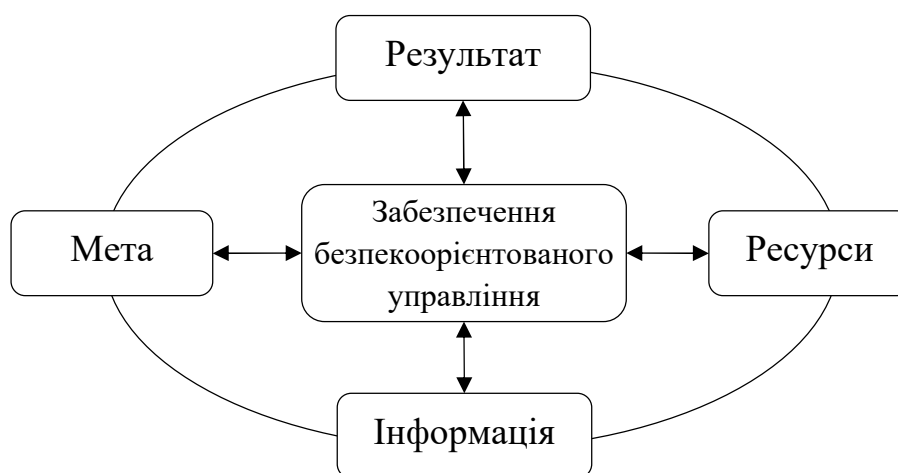 Результат
Мета
Забезпечення
безпекоорієнтованого
управління
Ресурси
Інформація